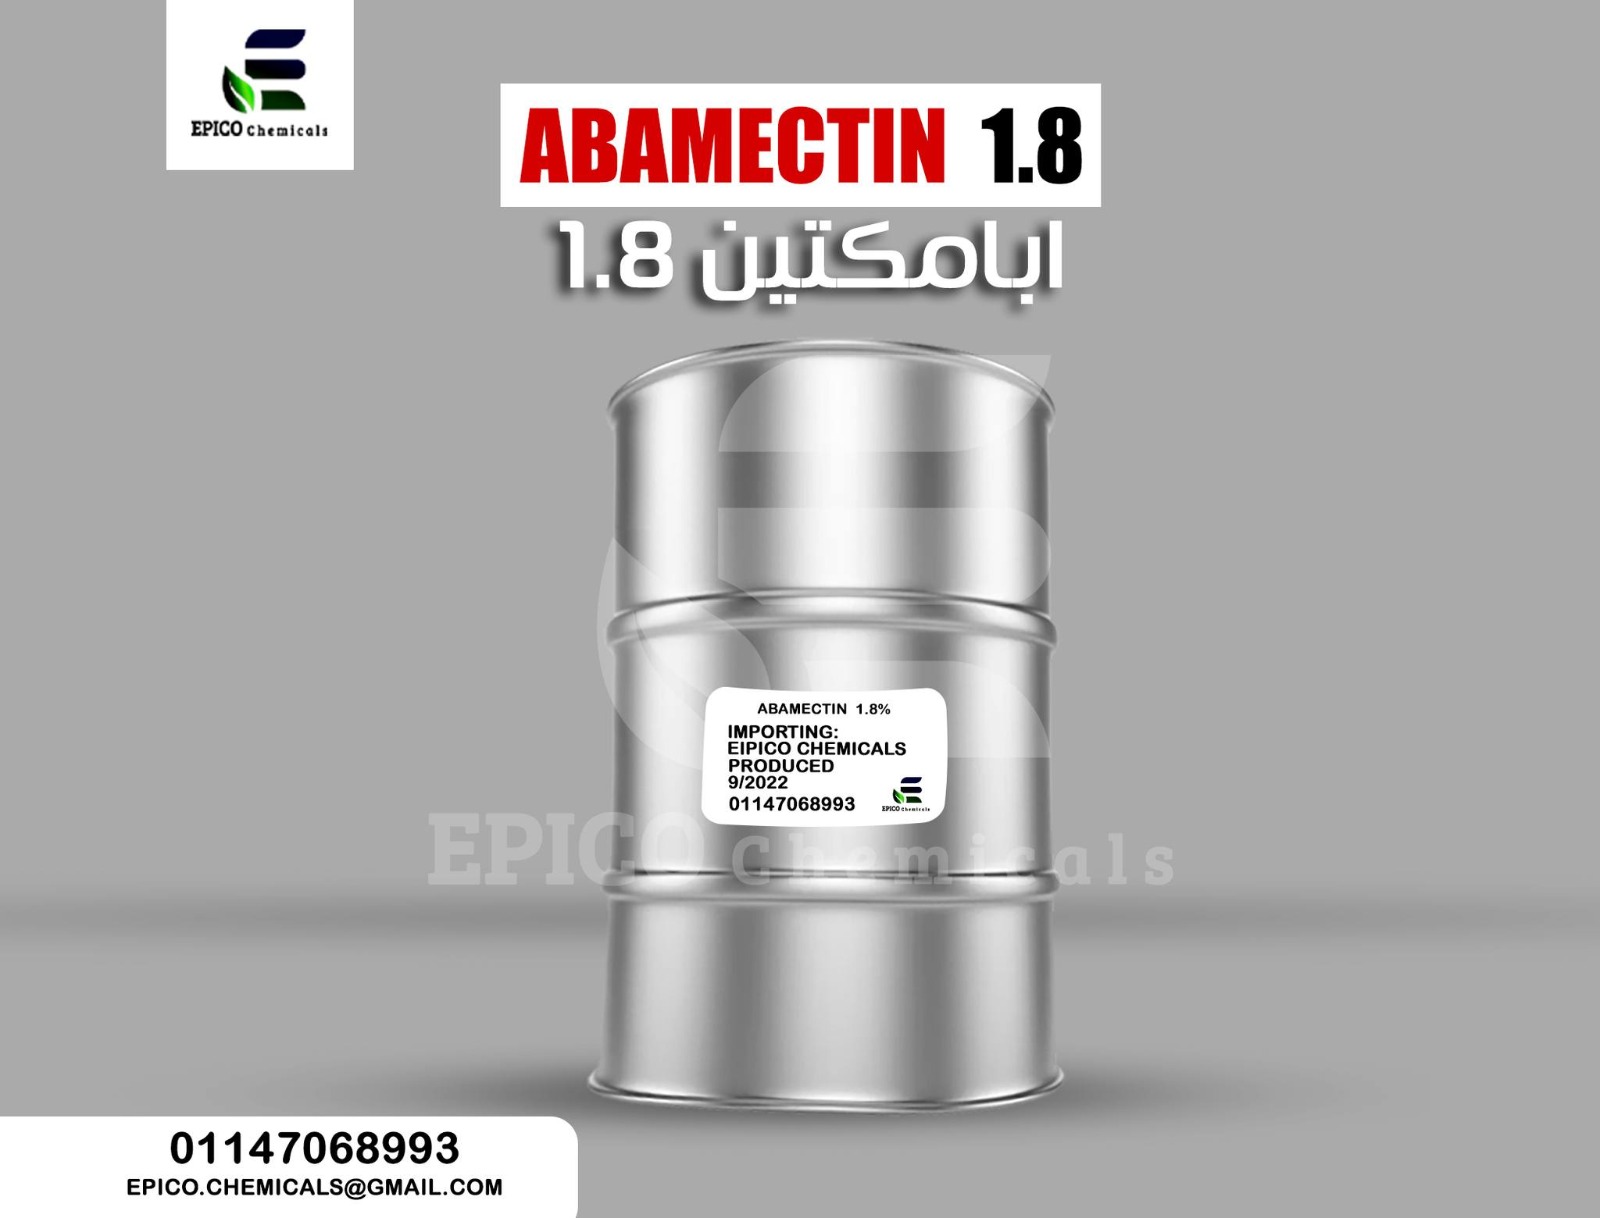 EPICO Chemicals
ABAMECTIN 1.8
ابامكتين 1.8
ABAMECTIN 1.8%
IMPORTING:
EIPICO CHEMICALS
PRODUCED
9/2022
01147068993
EPICO Chemicals
EPICO Chemicals
01147068993
EPICO.CHEMICALS@GMAIL.COM